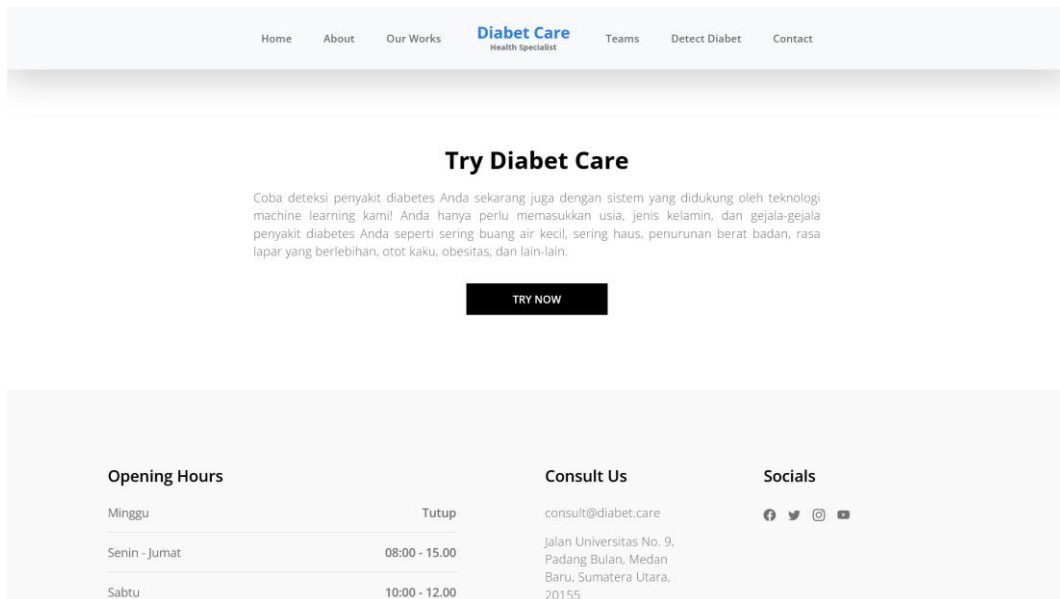 Home About Our Works Diabet Care Teams Detect Diabet Contact
Health Specialist
Try Diabet Care
Coba deteksi penyakit diabetes Anda sekarang juga dengan sistem yang didukung oleh teknologi
machine learning kami! Anda hanya perlu memasukkan usia, jenis kelamin, dan gejala-gejala
penyakit diabetes Anda seperti sering buang air kecil, sering haus, penurunan berat badan, rasa
lapar yang berlebihan, otot kaku, obesitas, dan lain-lain.
TRY NOW
Opening Hours
Minggu Tutup
Senin - Jumat 08:00 - 15.00
Sabtu 10:00 - 12.00
Consult Us
consult@diabet.care
Jalan Universitas No. 9,
Padang Bulan, Medan
Baru, Sumatera Utara,
20155
Socials